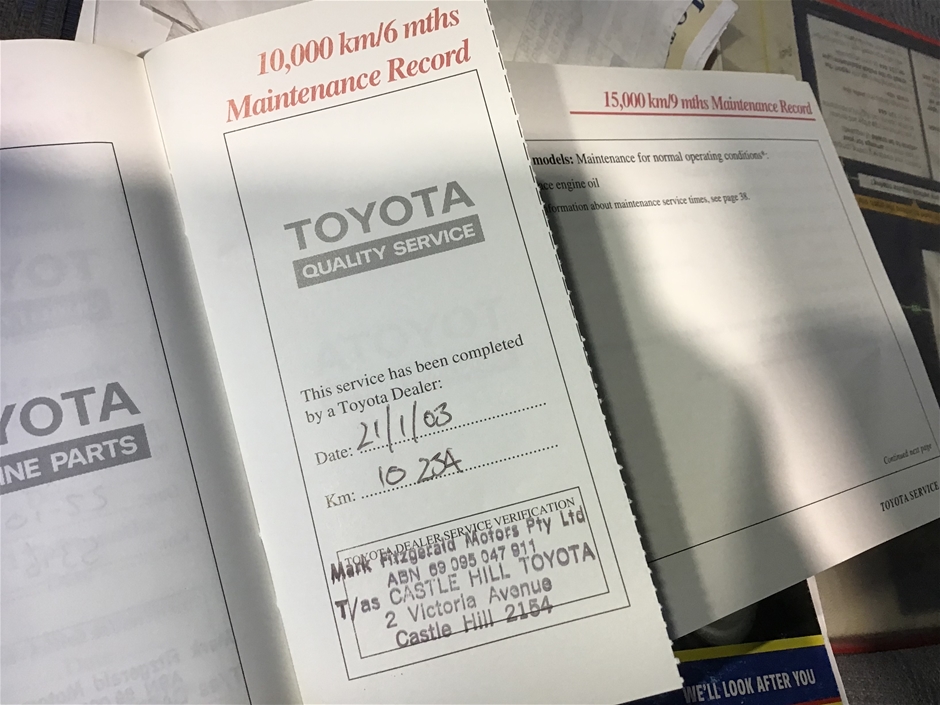 10,000 km/6 mths
Maintenance Record
TOYOTA
QUALITY SERVICE
This service has been completed
by a Toyota Dealer:
Date: 21/1/03
Km: 10 234
TOYOTA DEALER SERVICE VERIFICATION
Mark Fitzgerald Motors Pty Ltd
ABN 69 095 047 911
T/as CASTLE HILL TOYOTA
2 Victoria Avenue
Castle Hill 2154
YOTA
INE PARTS
15,000 km/9 mths Maintenance Record
models: Maintenance for normal operating conditions*:
ce engine oil
formation about maintenance service times, see page 38.
Continued next page
TOYOTA SERVICE
WE'LL LOOK AFTER YOU